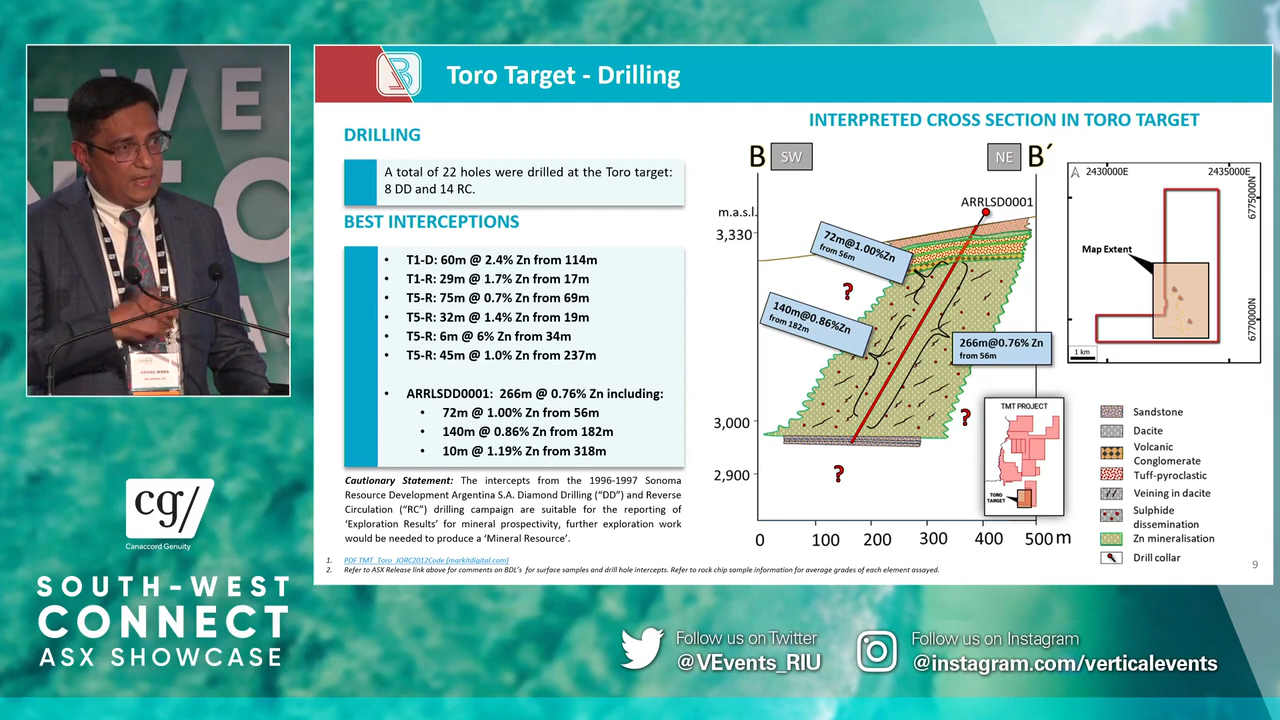 - W E
ARVIND MISRA
cg/
Canaccord Genuity
SOUTH-WEST
CONNECT
ASX SHOWCASE
Toro Target - Drilling
DRILLING
A total of 22 holes were drilled at the Toro target:
8 DD and 14 RC.
BEST INTERCEPTIONS
• T1-D: 60m @ 2.4% Zn from 114m
• T1-R: 29m @ 1.7% Zn from 17m
• T5-R: 75m @ 0.7% Zn from 69m
• T5-R: 32m @ 1.4% Zn from 19m
• T5-R: 6m @ 6% Zn from 34m
• T5-R: 45m @ 1.0% Zn from 237m
• ARRLSDD0001: 266m @ 0.76% Zn including:
• 72m @ 1.00% Zn from 56m
• 140m @ 0.86% Zn from 182m
• 10m @ 1.19% Zn from 318m
Cautionary Statement: The intercepts from the 1996-1997 Sonoma
Resource Development Argentina S.A. Diamond Drilling ("DD") and Reverse
Circulation ("RC") drilling campaign are suitable for the reporting of
'Exploration Results' for mineral prospectivity, further exploration work
would be needed to produce a 'Mineral Resource'.
1. PDF TMT_Toro_JORC2012Code (markitdigital.com)
2. Refer to ASX Release link above for comments on BDL's for surface samples and drill hole intercepts. Refer to rock chip sample information for average grades of each element assayed.
INTERPRETED CROSS SECTION IN TORO TARGET
B SW
NE B´
ARRLSD0001
m.a.s.l.
3,330
3,000
2,900
72m@1.00%Zn
from 56m
?
140m@0.86%Zn
from 182m
266m@0.76% Zn
from 56m
?
?
0 100 200 300 400 500 m
2430000E 2435000E
6775000N
6770000N
Map Extent
1 km
TMT PROJECT
TORO
TARGET
Sandstone
Dacite
Volcanic
Conglomerate
Tuff-pyroclastic
Veining in dacite
Sulphide
dissemination
Zn mineralisation
Drill collar
9
Follow us on Twitter
@VEvents_RIU
Follow us on Instagram
@instagram.com/verticalevents